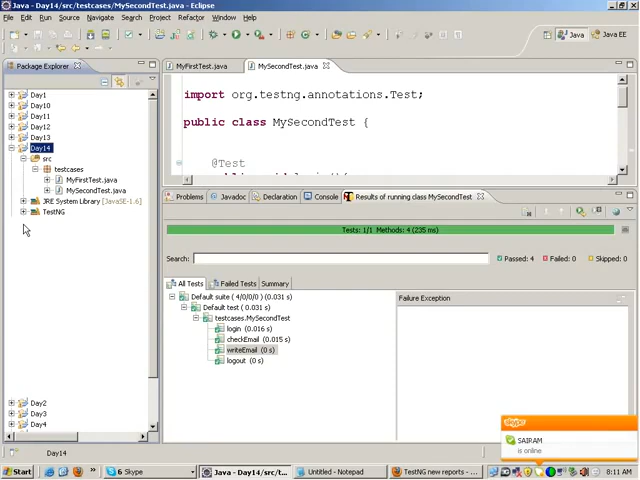 Java - Day14/src/testcases/MySecondTest.java - Eclipse
File Edit Source Refactor Navigate Search Project Run Window Help
Java
Java EE
Package Explorer
MyFirstTest.java
MySecondTest.java
Day1
Day10
Day11
Day12
Day13
Day14
src
testcases
MyFirstTest.java
MySecondTest.java
JRE System Library [JavaSE-1.6]
TestNG
Day2
Day3
Day4
import org.testng.annotations.Test;
public class MySecondTest {
@Test
Problems
Javadoc
Declaration
Console
Results of running class MySecondTest
Tests: 1/1 Methods: 4 (235 ms)
Search:
Passed: 4
Failed: 0
Skipped: 0
All Tests
Failed Tests
Summary
Default suite ( 4/0/0/0) (0.031 s)
Default test ( 0.031 s)
testcases.MySecondTest
login (0.016 s)
checkEmail (0.015 s)
writeEmail (0 s)
logout (0 s)
Failure Exception
skype
SAIRAM
is online
Day14
Start
6 Skype
Java - Day14/src/t...
Untitled - Notepad
TestNG new reports - ...
8:11 AM